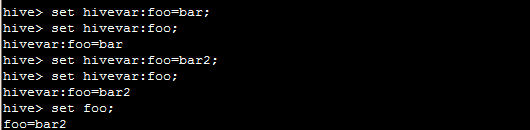 hive> set hivevar:foo=bar;
hive> set hivevar:foo;
hivevar:foo=bar
hive> set hivevar:foo=bar2;
hive> set hivevar:foo;
hivevar:foo=bar2
hive> set foo;
foo=bar2